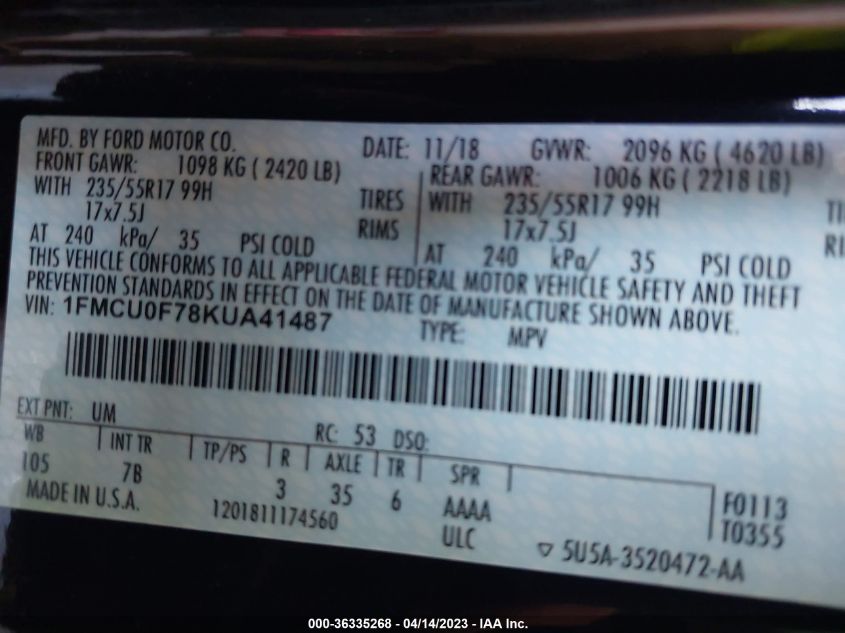 MFD. BY FORD MOTOR CO. DATE: 11/18 GVWR: 2096 KG ( 4620 LB)
FRONT GAWR: 1098 KG ( 2420 LB) REAR GAWR: 1006 KG ( 2218 LB)
WITH 235/55R17 99H TIRES WITH 235/55R17 99H TI
17x7.5J RIMS 17x7.5J RI
AT 240 kPa/ 35 PSI COLD AT 240 kPa/ 35 PSI COLD
THIS VEHICLE CONFORMS TO ALL APPLICABLE FEDERAL MOTOR VEHICLE SAFETY AND THEFT
PREVENTION STANDARDS IN EFFECT ON THE DATE OF MANUFACTURE SHOWN ABOVE.
VIN: 1FMCU0F78KUA41487 TYPE: MPV
EXT PNT: UM RC: 53 DSO:
WB INT TR TP/PS R AXLE TR SPR
105 7B 3 35 6 AAAA F0113
MADE IN U.S.A. 1201811174560 ULC T0355
▽ 5U5A-3520472-AA
000-36335268 - 04/14/2023 - IAA Inc.